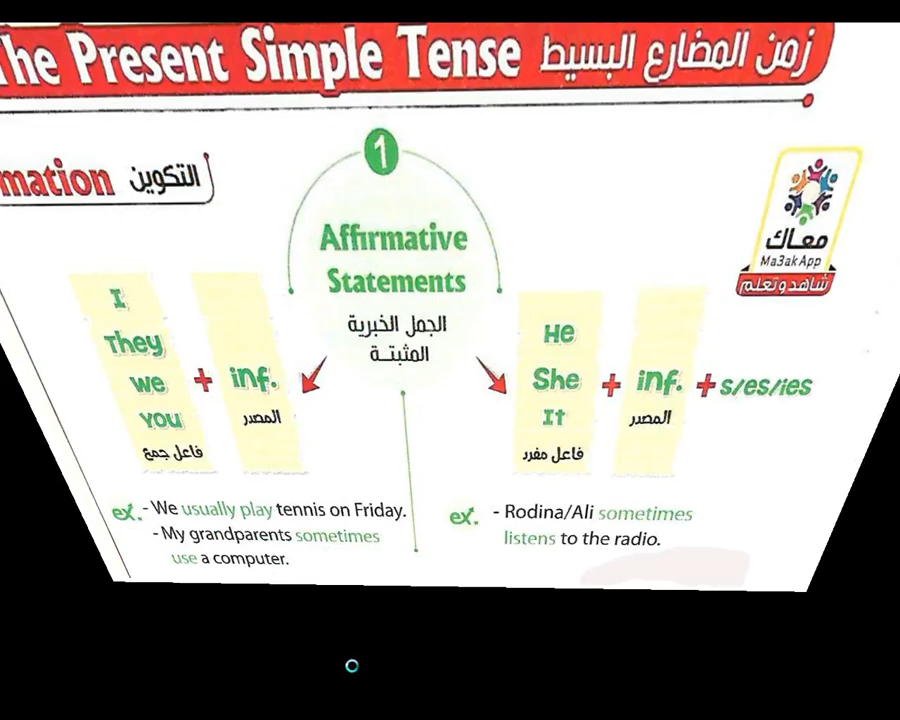 The Present Simple Tense زمن المضارع البسيط
mation التكوين
1
Affirmative
Statements
الجمل الخبرية
المثبتة
معاك
Ma3ak App
شاهد وتعلم
I
They
We
You
فاعل جمع
+
inf.
المصدر
He
She
It
فاعل مفرد
+
inf.
المصدر
+ s/es/ies
ex. - We usually play tennis on Friday.
- My grandparents sometimes
use a computer.
ex. - Rodina/Ali sometimes
listens to the radio.